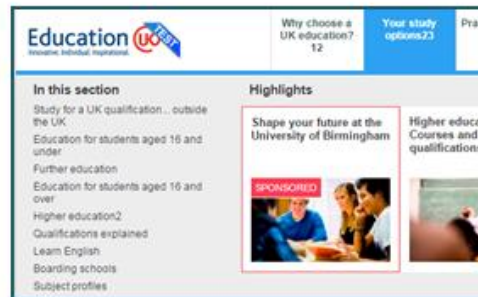 Education UK
TEST
Innovative. Individual. Inspirational.
Why choose a
UK education?
12
Your study
options23
Pra
In this section
Study for a UK qualification... outside
the UK
Education for students aged 16 and
under
Further education
Education for students aged 16 and
over
Higher education2
Qualifications explained
Learn English
Boarding schools
Subject profiles
Highlights
Shape your future at the
University of Birmingham
SPONSORED
Higher educa
Courses and
qualifications